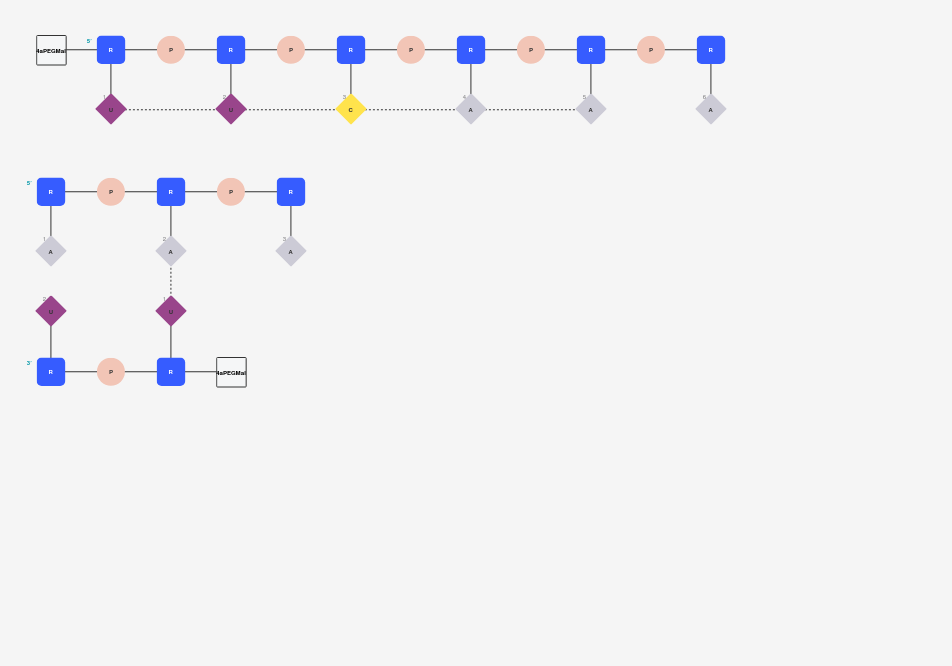 4aPEGMal 5' R P R P R P R P R P R
1 U 2 U 3 C 4 A 5 A 6 A
5' R P R P R
1 A 2 A 3 A
2 U 1 U
3' R P R 4aPEGMal